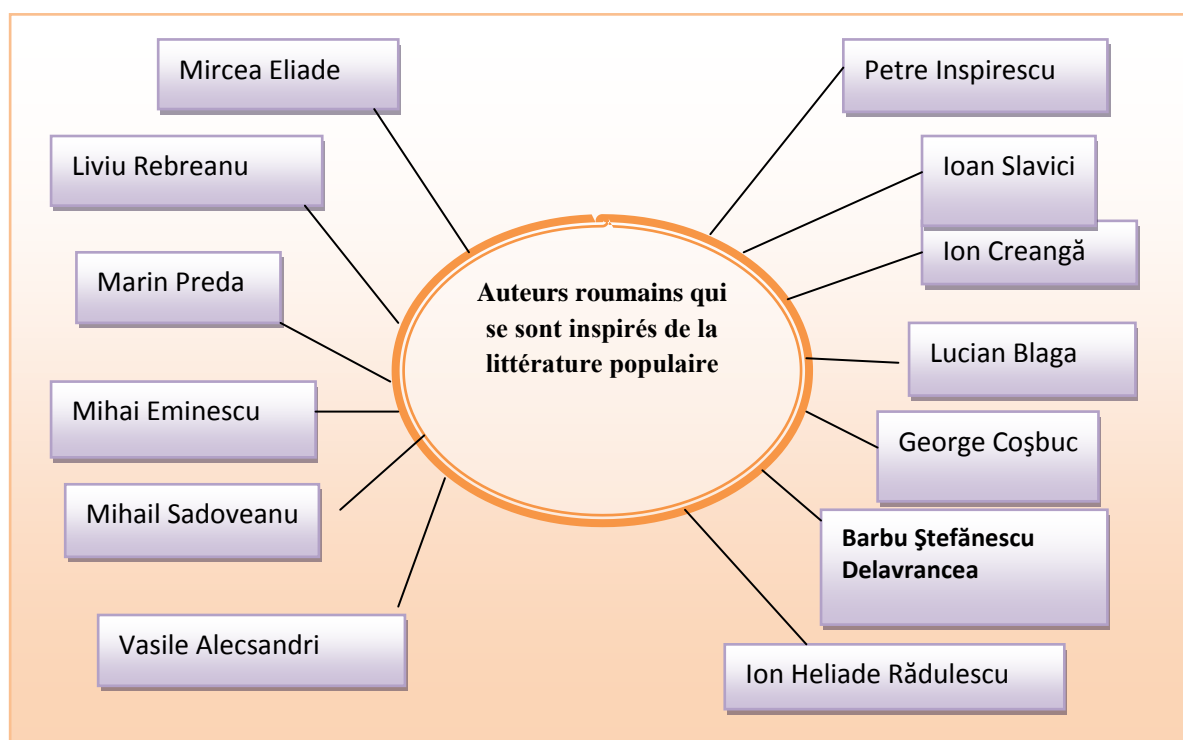 Mircea Eliade
Petre Inspirescu
Liviu Rebreanu
Ioan Slavici
Marin Preda
Ion Creangă
Auteurs roumains qui
se sont inspirés de la
littérature populaire
Lucian Blaga
Mihai Eminescu
George Coşbuc
Mihail Sadoveanu
Barbu Ştefănescu
Delavrancea
Vasile Alecsandri
Ion Heliade Rădulescu